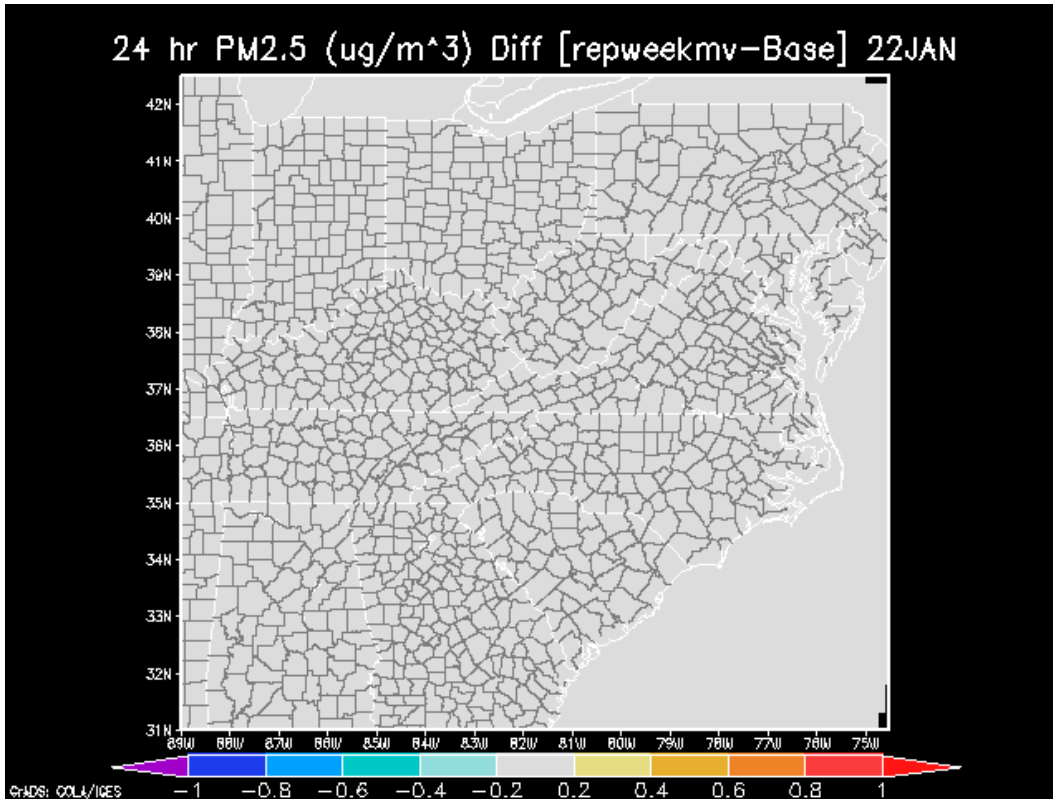 24 hr PM2.5 (ug/m^3) Diff [repweekmv-Base] 22JAN
42N
41N
40N
39N
38N
37N
36N
35N
34N
33N
32N
31N
89W 88W 87W 86W 85W 84W 83W 82W 81W 80W 79W 78W 77W 76W 75W
GrADS: COLA/IGES
-1 -0.8 -0.6 -0.4 -0.2 0.2 0.4 0.6 0.8 1